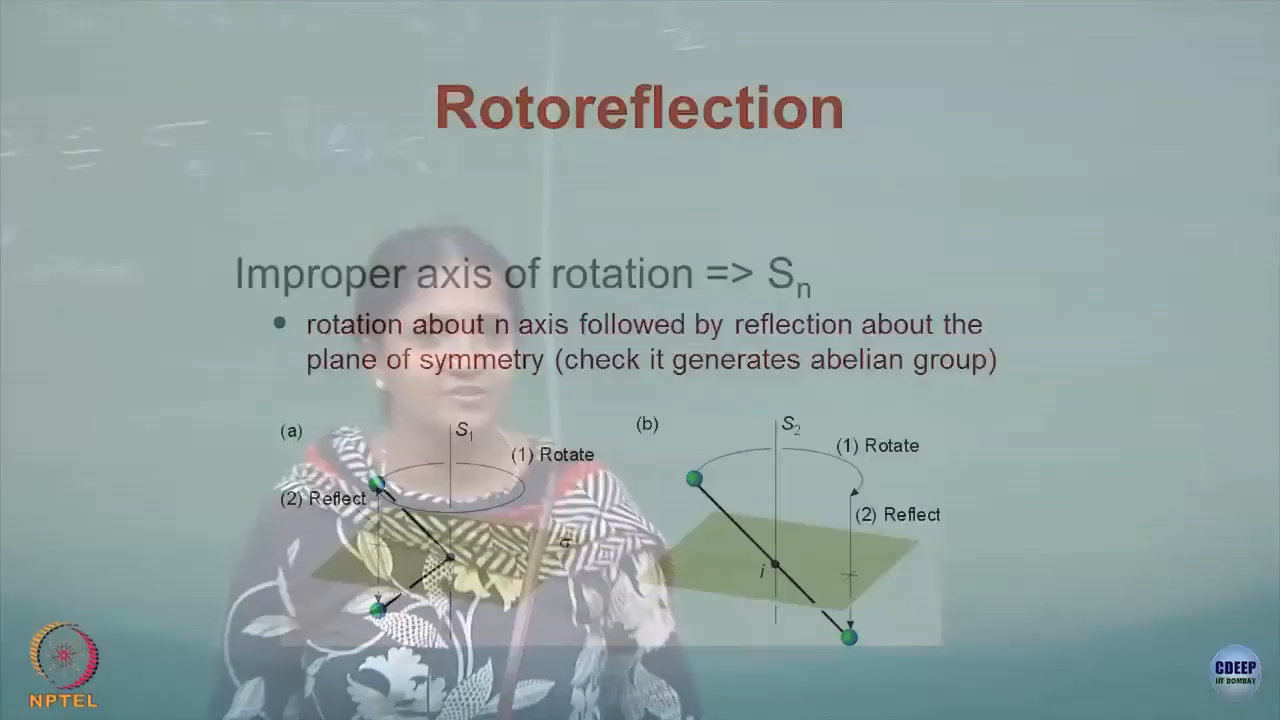 Rotoreflection
Improper axis of rotation => Sn
• rotation about n axis followed by reflection about the
plane of symmetry (check it generates abelian group)
(a)
S1
(1) Rotate
(2) Reflect
σ
(b)
S2
(1) Rotate
(2) Reflect
i
NPTEL
CDEEP
IIT BOMBAY